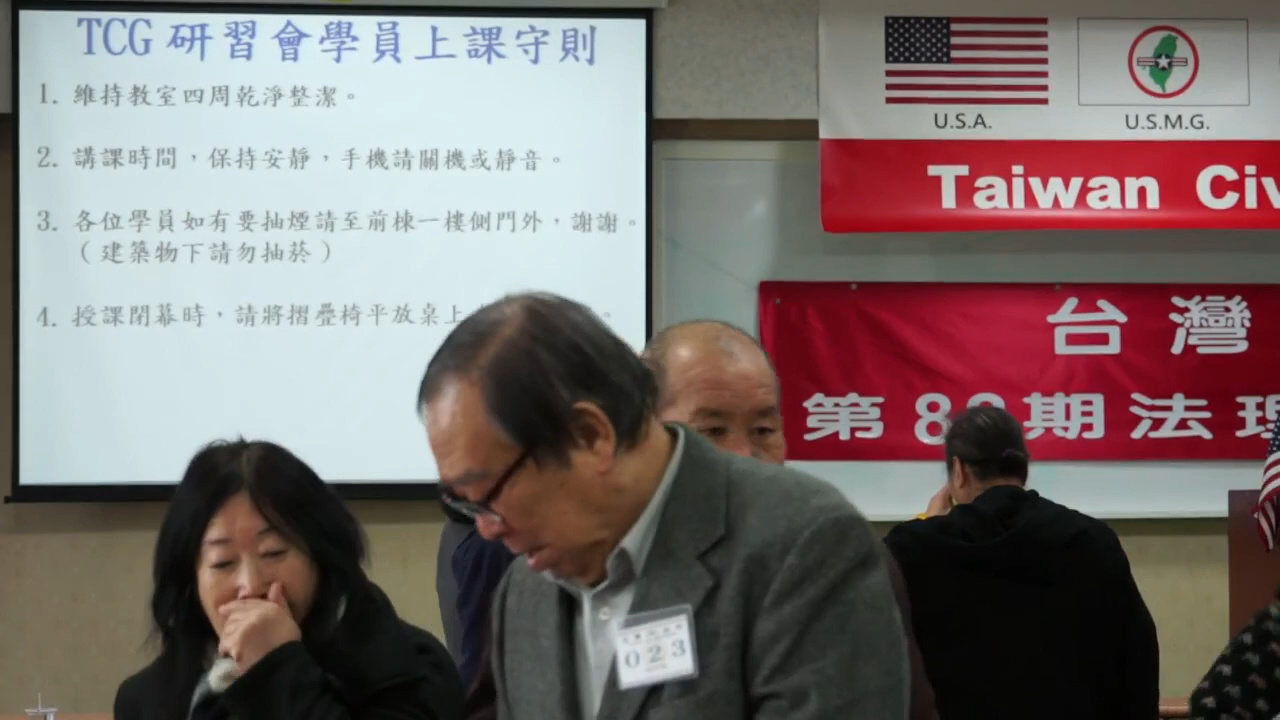 TCG 研習會學員上課守則
1. 維持教室四周乾淨整潔。
2. 講課時間，保持安靜，手機請關機或靜音。
3. 各位學員如有要抽煙請至前棟一樓側門外，謝謝。
（建築物下請勿抽菸）
4. 授課閉幕時，請將摺疊椅平放桌上
U.S.A.
U.S.M.G.
Taiwan Civ
台灣
第8 期法理
023